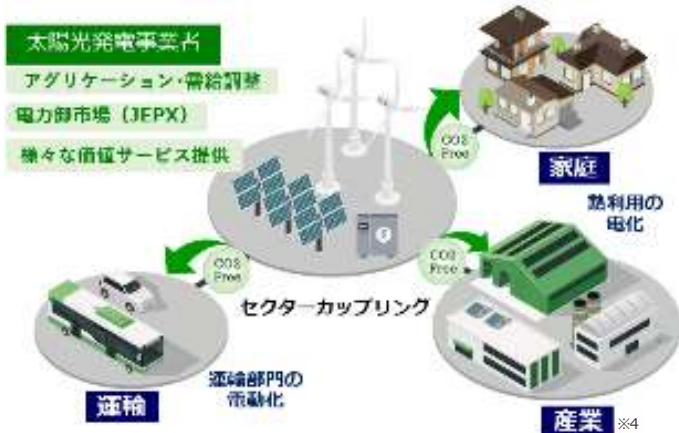 太陽光発電事業者
アグリゲーション・需給調整
電力卸市場（JEPX）
様々な価値サービス提供
CO2
Free
家庭
熱利用の
電化
CO2
Free
CO2
Free
セクターカップリング
運輸部門の
電動化
運輸
産業
※4